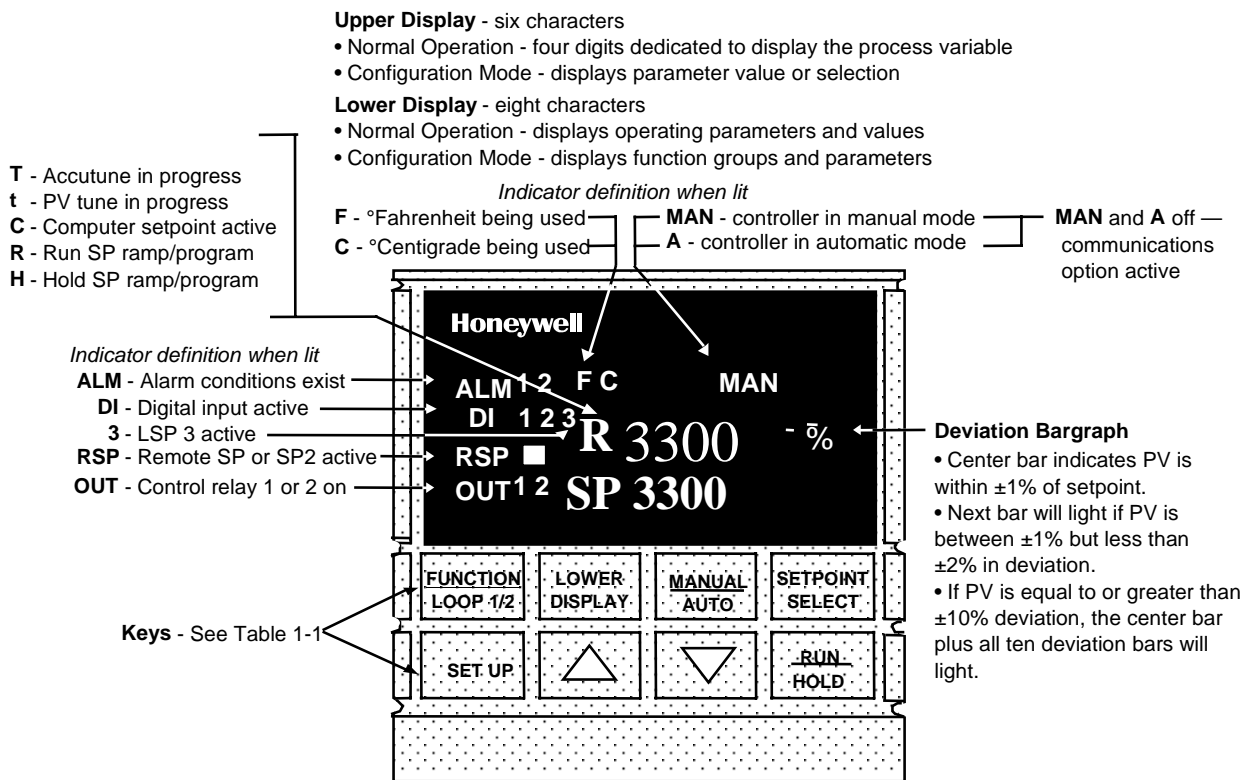 Upper Display - six characters
• Normal Operation - four digits dedicated to display the process variable
• Configuration Mode - displays parameter value or selection
Lower Display - eight characters
• Normal Operation - displays operating parameters and values
• Configuration Mode - displays function groups and parameters
T - Accutune in progress
t - PV tune in progress
C - Computer setpoint active
R - Run SP ramp/program
H - Hold SP ramp/program
Indicator definition when lit
F - °Fahrenheit being used
C - °Centigrade being used
MAN - controller in manual mode
A - controller in automatic mode
MAN and A off —
communications
option active
Indicator definition when lit
ALM - Alarm conditions exist
DI - Digital input active
3 - LSP 3 active
RSP - Remote SP or SP2 active
OUT - Control relay 1 or 2 on
Honeywell
ALM 1 2 F C MAN
DI 1 2 3 R 3300 - %
RSP
OUT 1 2 SP 3300
Deviation Bargraph
• Center bar indicates PV is
within ±1% of setpoint.
• Next bar will light if PV is
between ±1% but less than
±2% in deviation.
• If PV is equal to or greater than
±10% deviation, the center bar
plus all ten deviation bars will
light.
Keys - See Table 1-1
FUNCTION
LOOP 1/2
LOWER
DISPLAY
MANUAL
AUTO
SETPOINT
SELECT
SET UP
RUN
HOLD